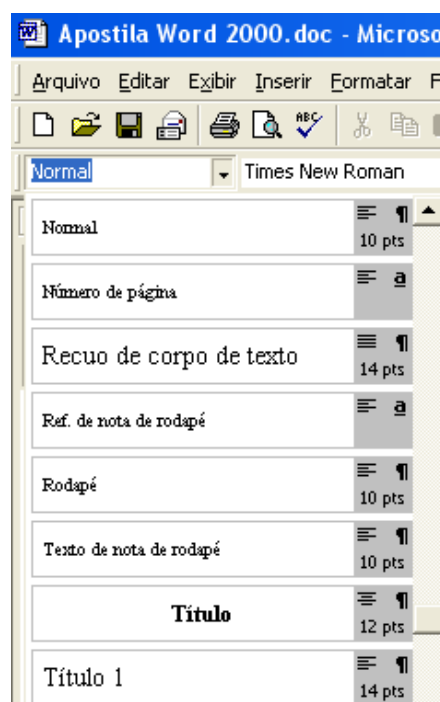 Apostila Word 2000.doc - Microso
Arquivo Editar Exibir Inserir Formatar F
ABC
Normal Times New Roman
Normal ¶
10 pts
Número de página a
Recuo de corpo de texto ¶
14 pts
Ref. de nota de rodapé a
Rodapé ¶
10 pts
Texto de nota de rodapé ¶
10 pts
Título ¶
12 pts
Título 1 ¶
14 pts